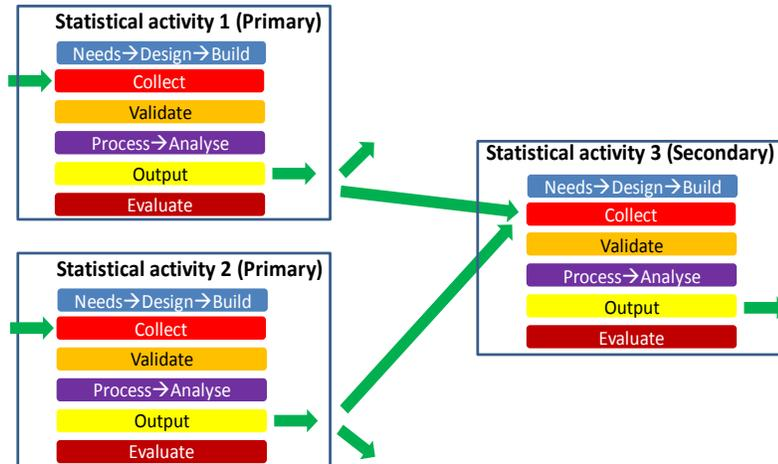 Statistical activity 1 (Primary)
Needs→Design→Build
Collect
Validate
Process→Analyse
Output
Evaluate
Statistical activity 2 (Primary)
Needs→Design→Build
Collect
Validate
Process→Analyse
Output
Evaluate
Statistical activity 3 (Secondary)
Needs→Design→Build
Collect
Validate
Process→Analyse
Output
Evaluate